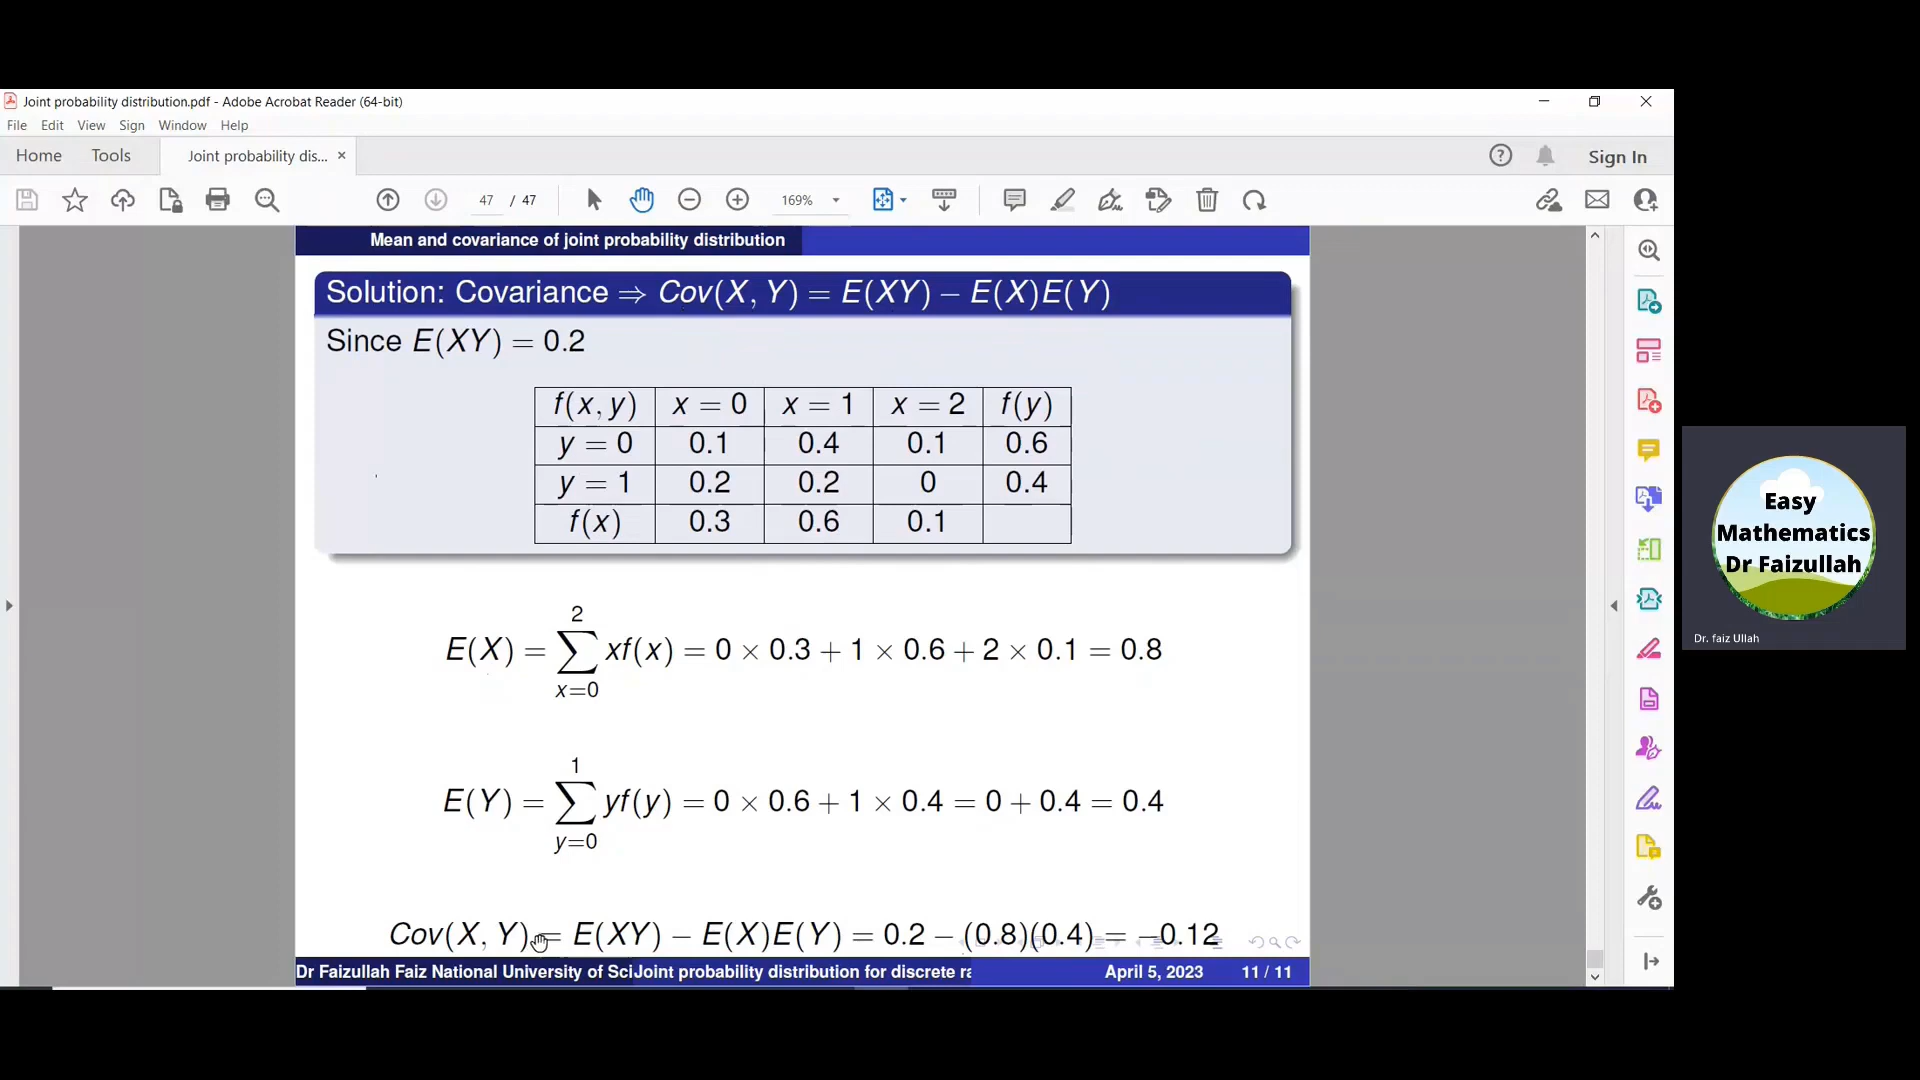 Joint probability distribution.pdf - Adobe Acrobat Reader (64-bit)
File Edit View Sign Window Help
Home Tools Joint probability dis... × Sign In
47 / 47 169%
Mean and covariance of joint probability distribution
Solution: Covariance ⇒ Cov(X, Y) = E(XY) − E(X)E(Y)
Since E(XY) = 0.2
f(x, y) x = 0 x = 1 x = 2 f(y)
y = 0 0.1 0.4 0.1 0.6
y = 1 0.2 0.2 0 0.4
f(x) 0.3 0.6 0.1
E(X) = ∑_{x=0}^{2} xf(x) = 0 × 0.3 + 1 × 0.6 + 2 × 0.1 = 0.8
E(Y) = ∑_{y=0}^{1} yf(y) = 0 × 0.6 + 1 × 0.4 = 0 + 0.4 = 0.4
Cov(X, Y) = E(XY) − E(X)E(Y) = 0.2 − (0.8)(0.4) = −0.12
Dr Faizullah Faiz National University of SciJoint probability distribution for discrete ra April 5, 2023 11 / 11
Easy
Mathematics
Dr Faizullah
Dr. faiz Ullah